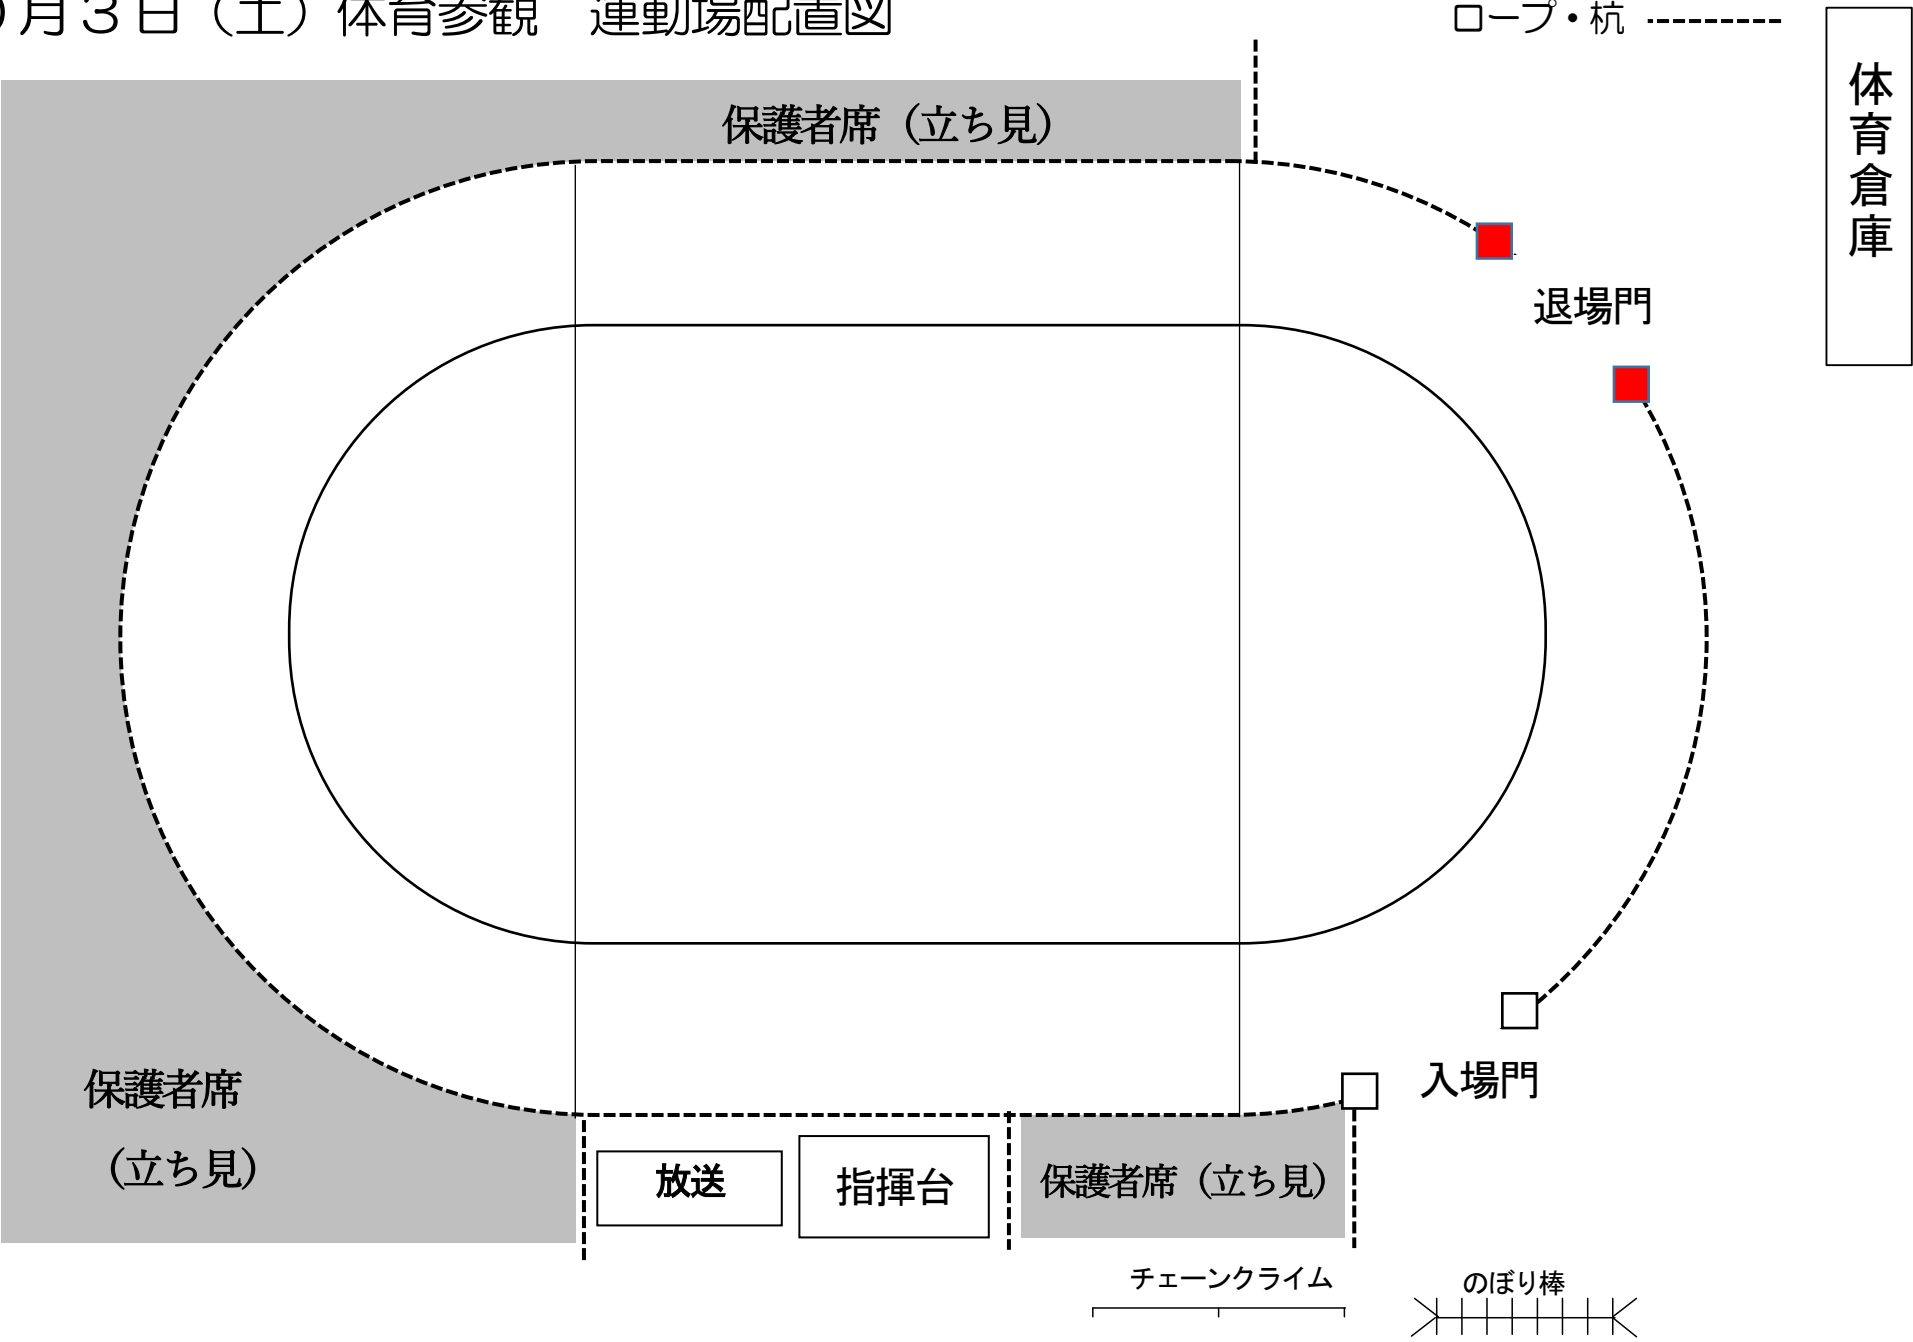 月３日（土）体育参観　運動場配置図
ロープ・杭
体育倉庫
保護者席（立ち見）
退場門
入場門
保護者席
（立ち見）
放送
指揮台
保護者席（立ち見）
チェーンクライム
のぼり棒